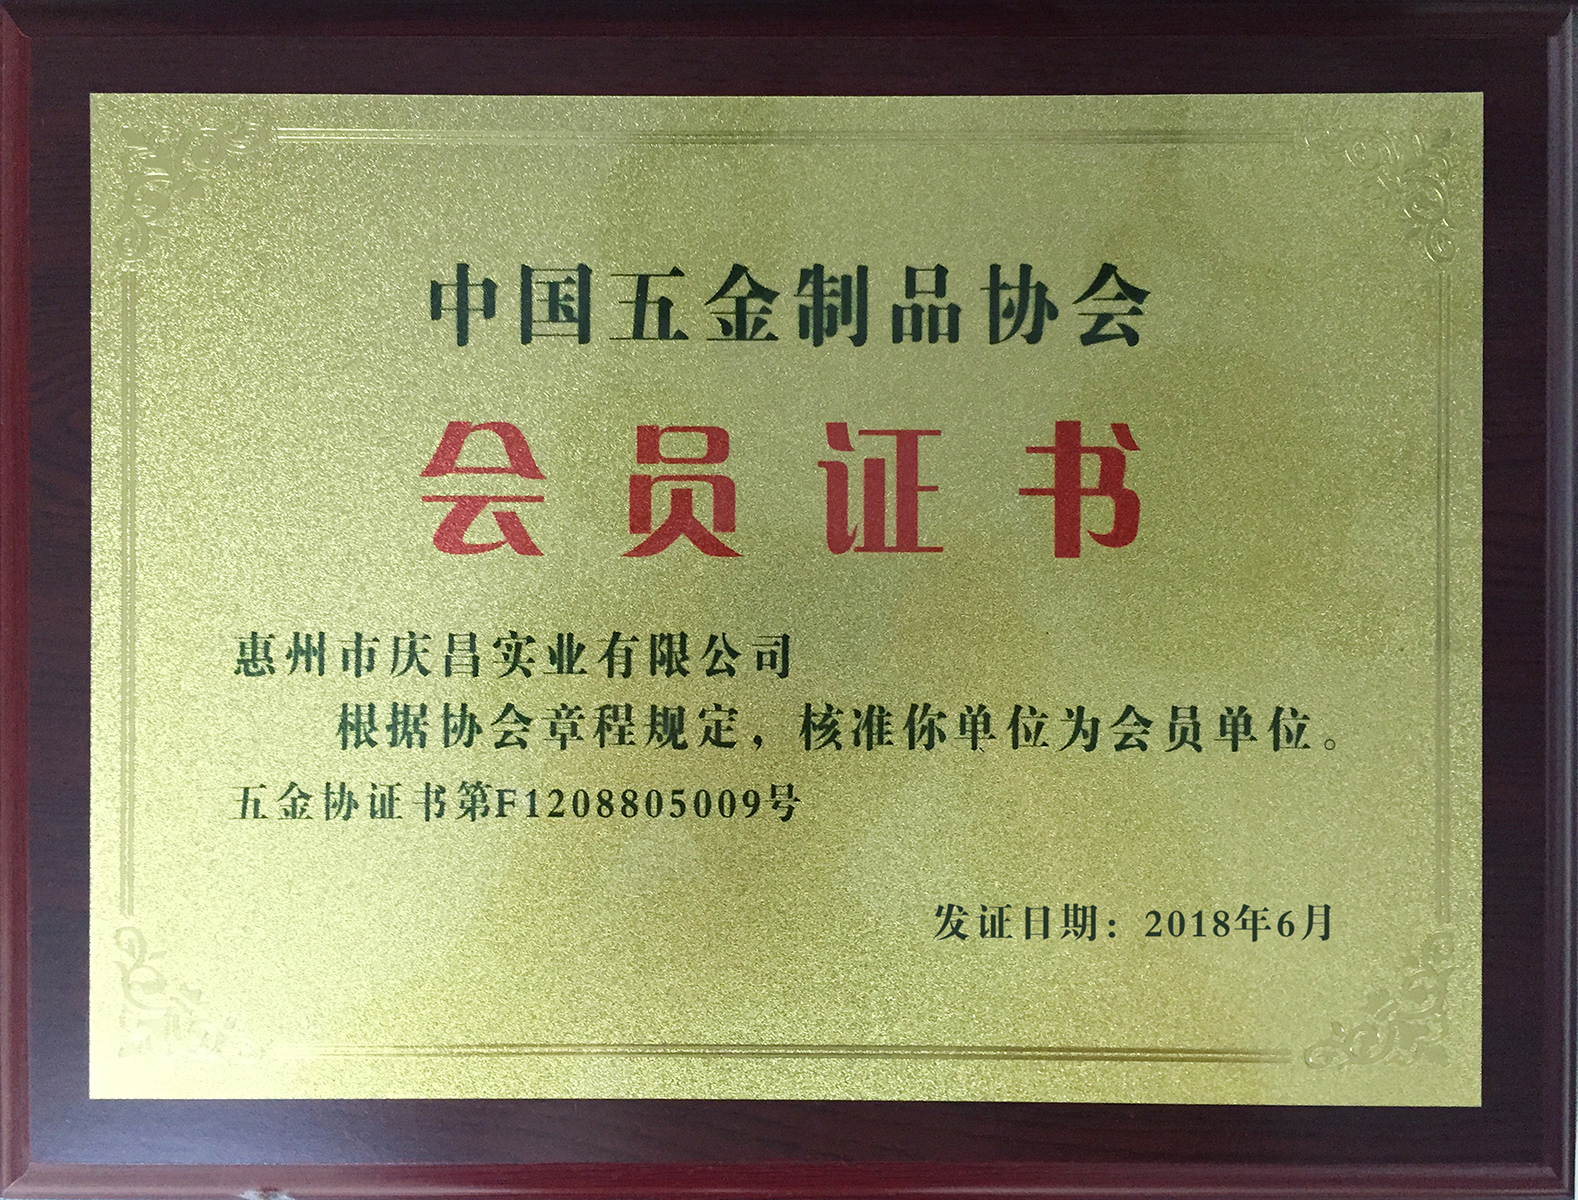 中国五金制品协会
会员证书
惠州市庆昌实业有限公司
根据协会章程规定，核准你单位为会员单位。
五金协证书第F1208805009号
发证日期：2018年6月